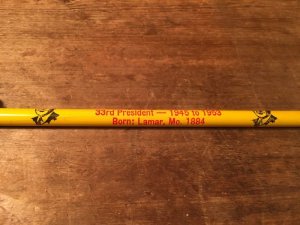 33rd President — 1945 to 1953
Born: Lamar, Mo. 1884